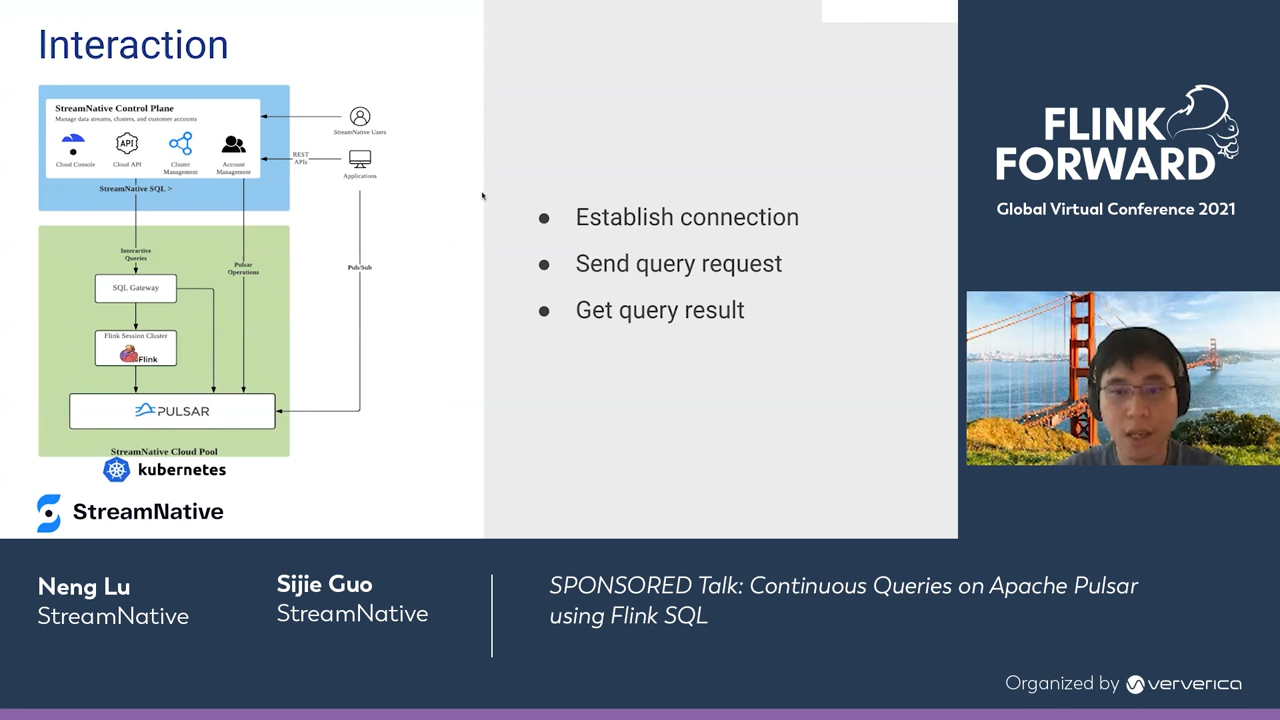 Interaction
StreamNative Control Plane
Manage data streams, clusters, and customer accounts
Cloud Console
API
Cloud API
Cluster
Management
Account
Management
StreamNative SQL >
StreamNative Users
REST
APIs
Applications
Interactive
Queries
Pulsar
Operations
Pub/Sub
SQL Gateway
Flink Session Cluster
Flink
PULSAR
StreamNative Cloud Pool
kubernetes
StreamNative
● Establish connection
● Send query request
● Get query result
FLINK
FORWARD
Global Virtual Conference 2021
Neng Lu
StreamNative
Sijie Guo
StreamNative
SPONSORED Talk: Continuous Queries on Apache Pulsar
using Flink SQL
Organized by ververica